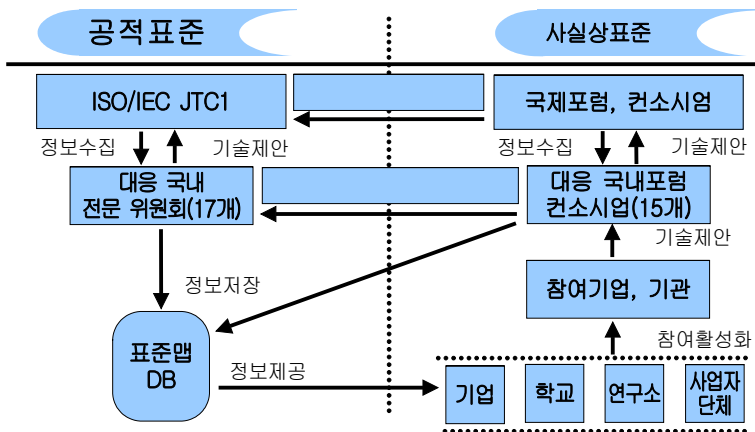 공적표준
사실상표준
ISO/IEC JTC1
국제포럼, 컨소시엄
정보수집
기술제안
정보수집
기술제안
대응 국내
전문 위원회(17개)
대응 국내포럼
컨소시업(15개)
기술제안
정보저장
참여기업, 기관
참여활성화
표준맵
DB
정보제공
기업
학교
연구소
사업자
단체